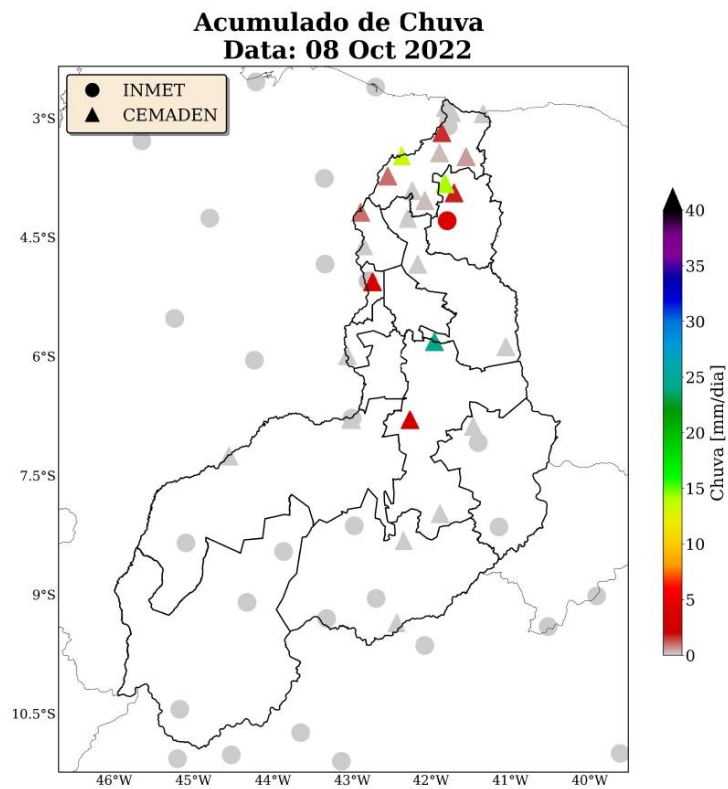 Acumulado de Chuva
Data: 08 Oct 2022
INMET
CEMADEN
3°S
4.5°S
6°S
7.5°S
9°S
10.5°S
46°W
45°W
44°W
43°W
42°W
41°W
40°W
40
35
30
25
20
15
10
5
0
Chuva [mm/dia]